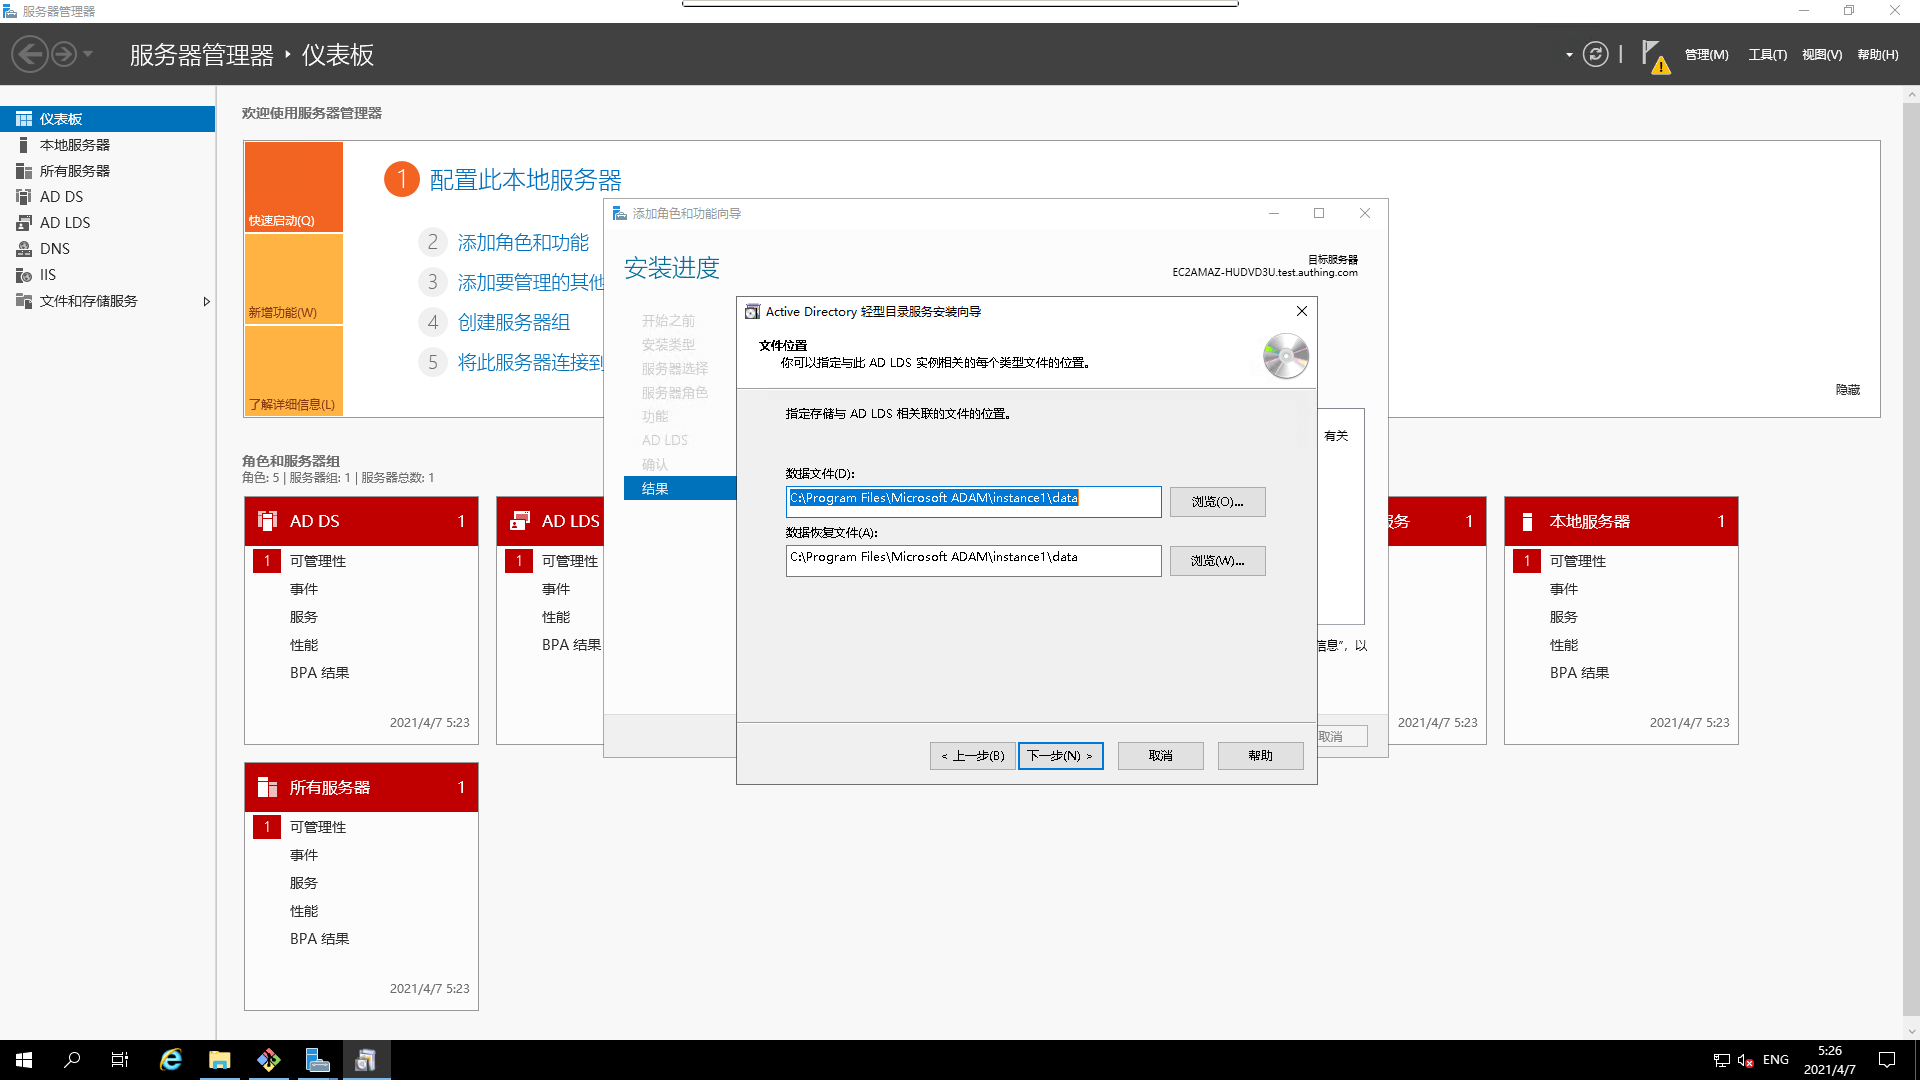 服务器管理器
服务器管理器 ‣ 仪表板
管理(M)
工具(T)
视图(V)
帮助(H)
仪表板
本地服务器
所有服务器
AD DS
AD LDS
DNS
IIS
文件和存储服务
欢迎使用服务器管理器
快速启动(Q)
新增功能(W)
了解详细信息(L)
1 配置此本地服务器
2 添加角色和功能
3 添加要管理的其他
4 创建服务器组
5 将此服务器连接到
隐藏
角色和服务器组
角色: 5 | 服务器组: 1 | 服务器总数: 1
AD DS 1
1 可管理性
事件
服务
性能
BPA 结果
2021/4/7 5:23
AD LDS
1 可管理性
事件
性能
BPA 结果
服务 1
2021/4/7 5:23
本地服务器 1
1 可管理性
事件
服务
性能
BPA 结果
2021/4/7 5:23
所有服务器 1
1 可管理性
事件
服务
性能
BPA 结果
2021/4/7 5:23
添加角色和功能向导
安装进度
目标服务器
EC2AMAZ-HUDVD3U.test.authing.com
开始之前
安装类型
服务器选择
服务器角色
功能
AD LDS
确认
结果
有关
信息", 以
取消
Active Directory 轻型目录服务安装向导
文件位置
你可以指定与此 AD LDS 实例相关的每个类型文件的位置。
指定存储与 AD LDS 相关联的文件的位置。
数据文件(D):
C:\Program Files\Microsoft ADAM\instance1\data
浏览(O)...
数据恢复文件(A):
C:\Program Files\Microsoft ADAM\instance1\data
浏览(W)...
< 上一步(B)
下一步(N) >
取消
帮助
ENG
5:26
2021/4/7